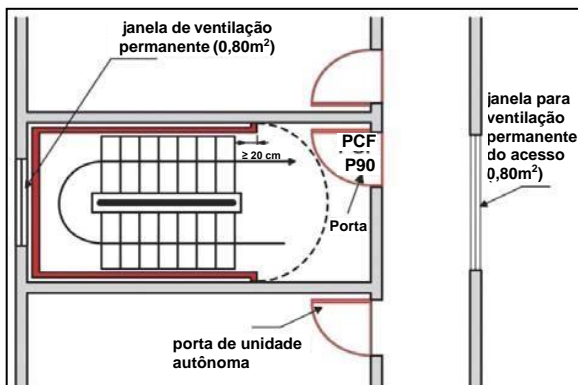 janela de ventilação
permanente (0,80m²)
≥ 20 cm
PCF
P90
Porta
janela para
ventilação
permanente
do acesso
(0,80m²)
porta de unidade
autônoma